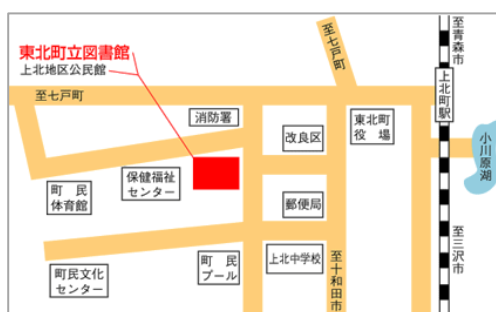 東北町立図書館
上北地区公民館
至七戸町
至七戸町
至青森市
上北町駅
消防署
改良区
東北町
役場
小川原湖
保健福祉
センター
町民
体育館
郵便局
至三沢市
町民文化
センター
町民
プール
上北中学校
至十和田市